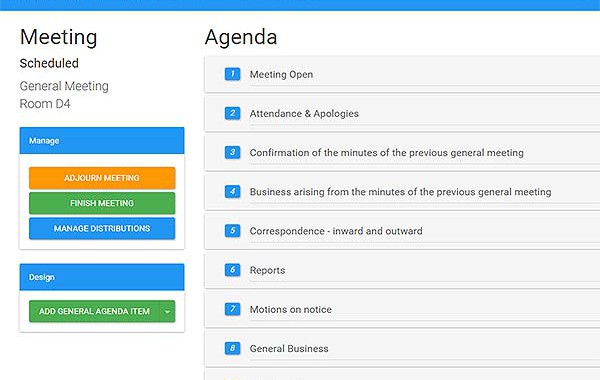 Meeting
Scheduled
General Meeting
Room D4
Manage
ADJOURN MEETING
FINISH MEETING
MANAGE DISTRIBUTIONS
Design
ADD GENERAL AGENDA ITEM
Agenda
1 Meeting Open
2 Attendance & Apologies
3 Confirmation of the minutes of the previous general meeting
4 Business arising from the minutes of the previous general meeting
5 Correspondence - inward and outward
6 Reports
7 Motions on notice
8 General Business